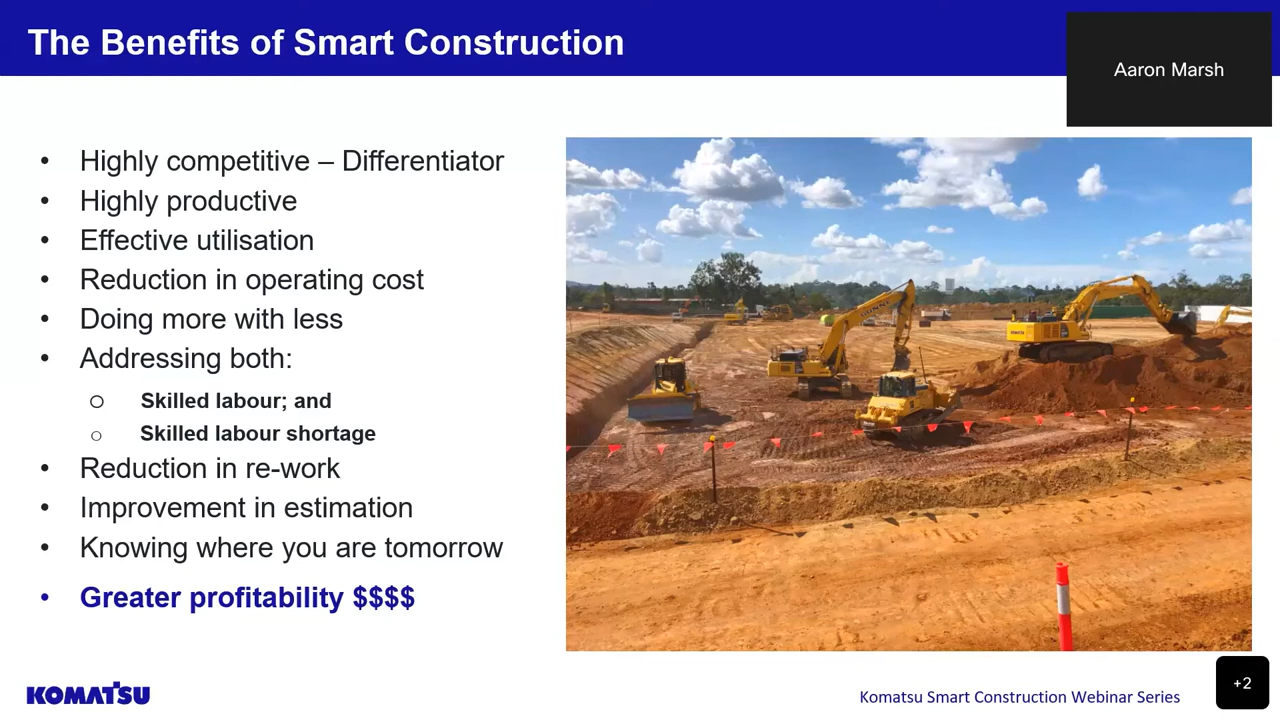 The Benefits of Smart Construction
Aaron Marsh
• Highly competitive – Differentiator
• Highly productive
• Effective utilisation
• Reduction in operating cost
• Doing more with less
• Addressing both:
○ Skilled labour; and
○ Skilled labour shortage
• Reduction in re-work
• Improvement in estimation
• Knowing where you are tomorrow
• Greater profitability $$$$
KOMATSU
Komatsu Smart Construction Webinar Series
+2